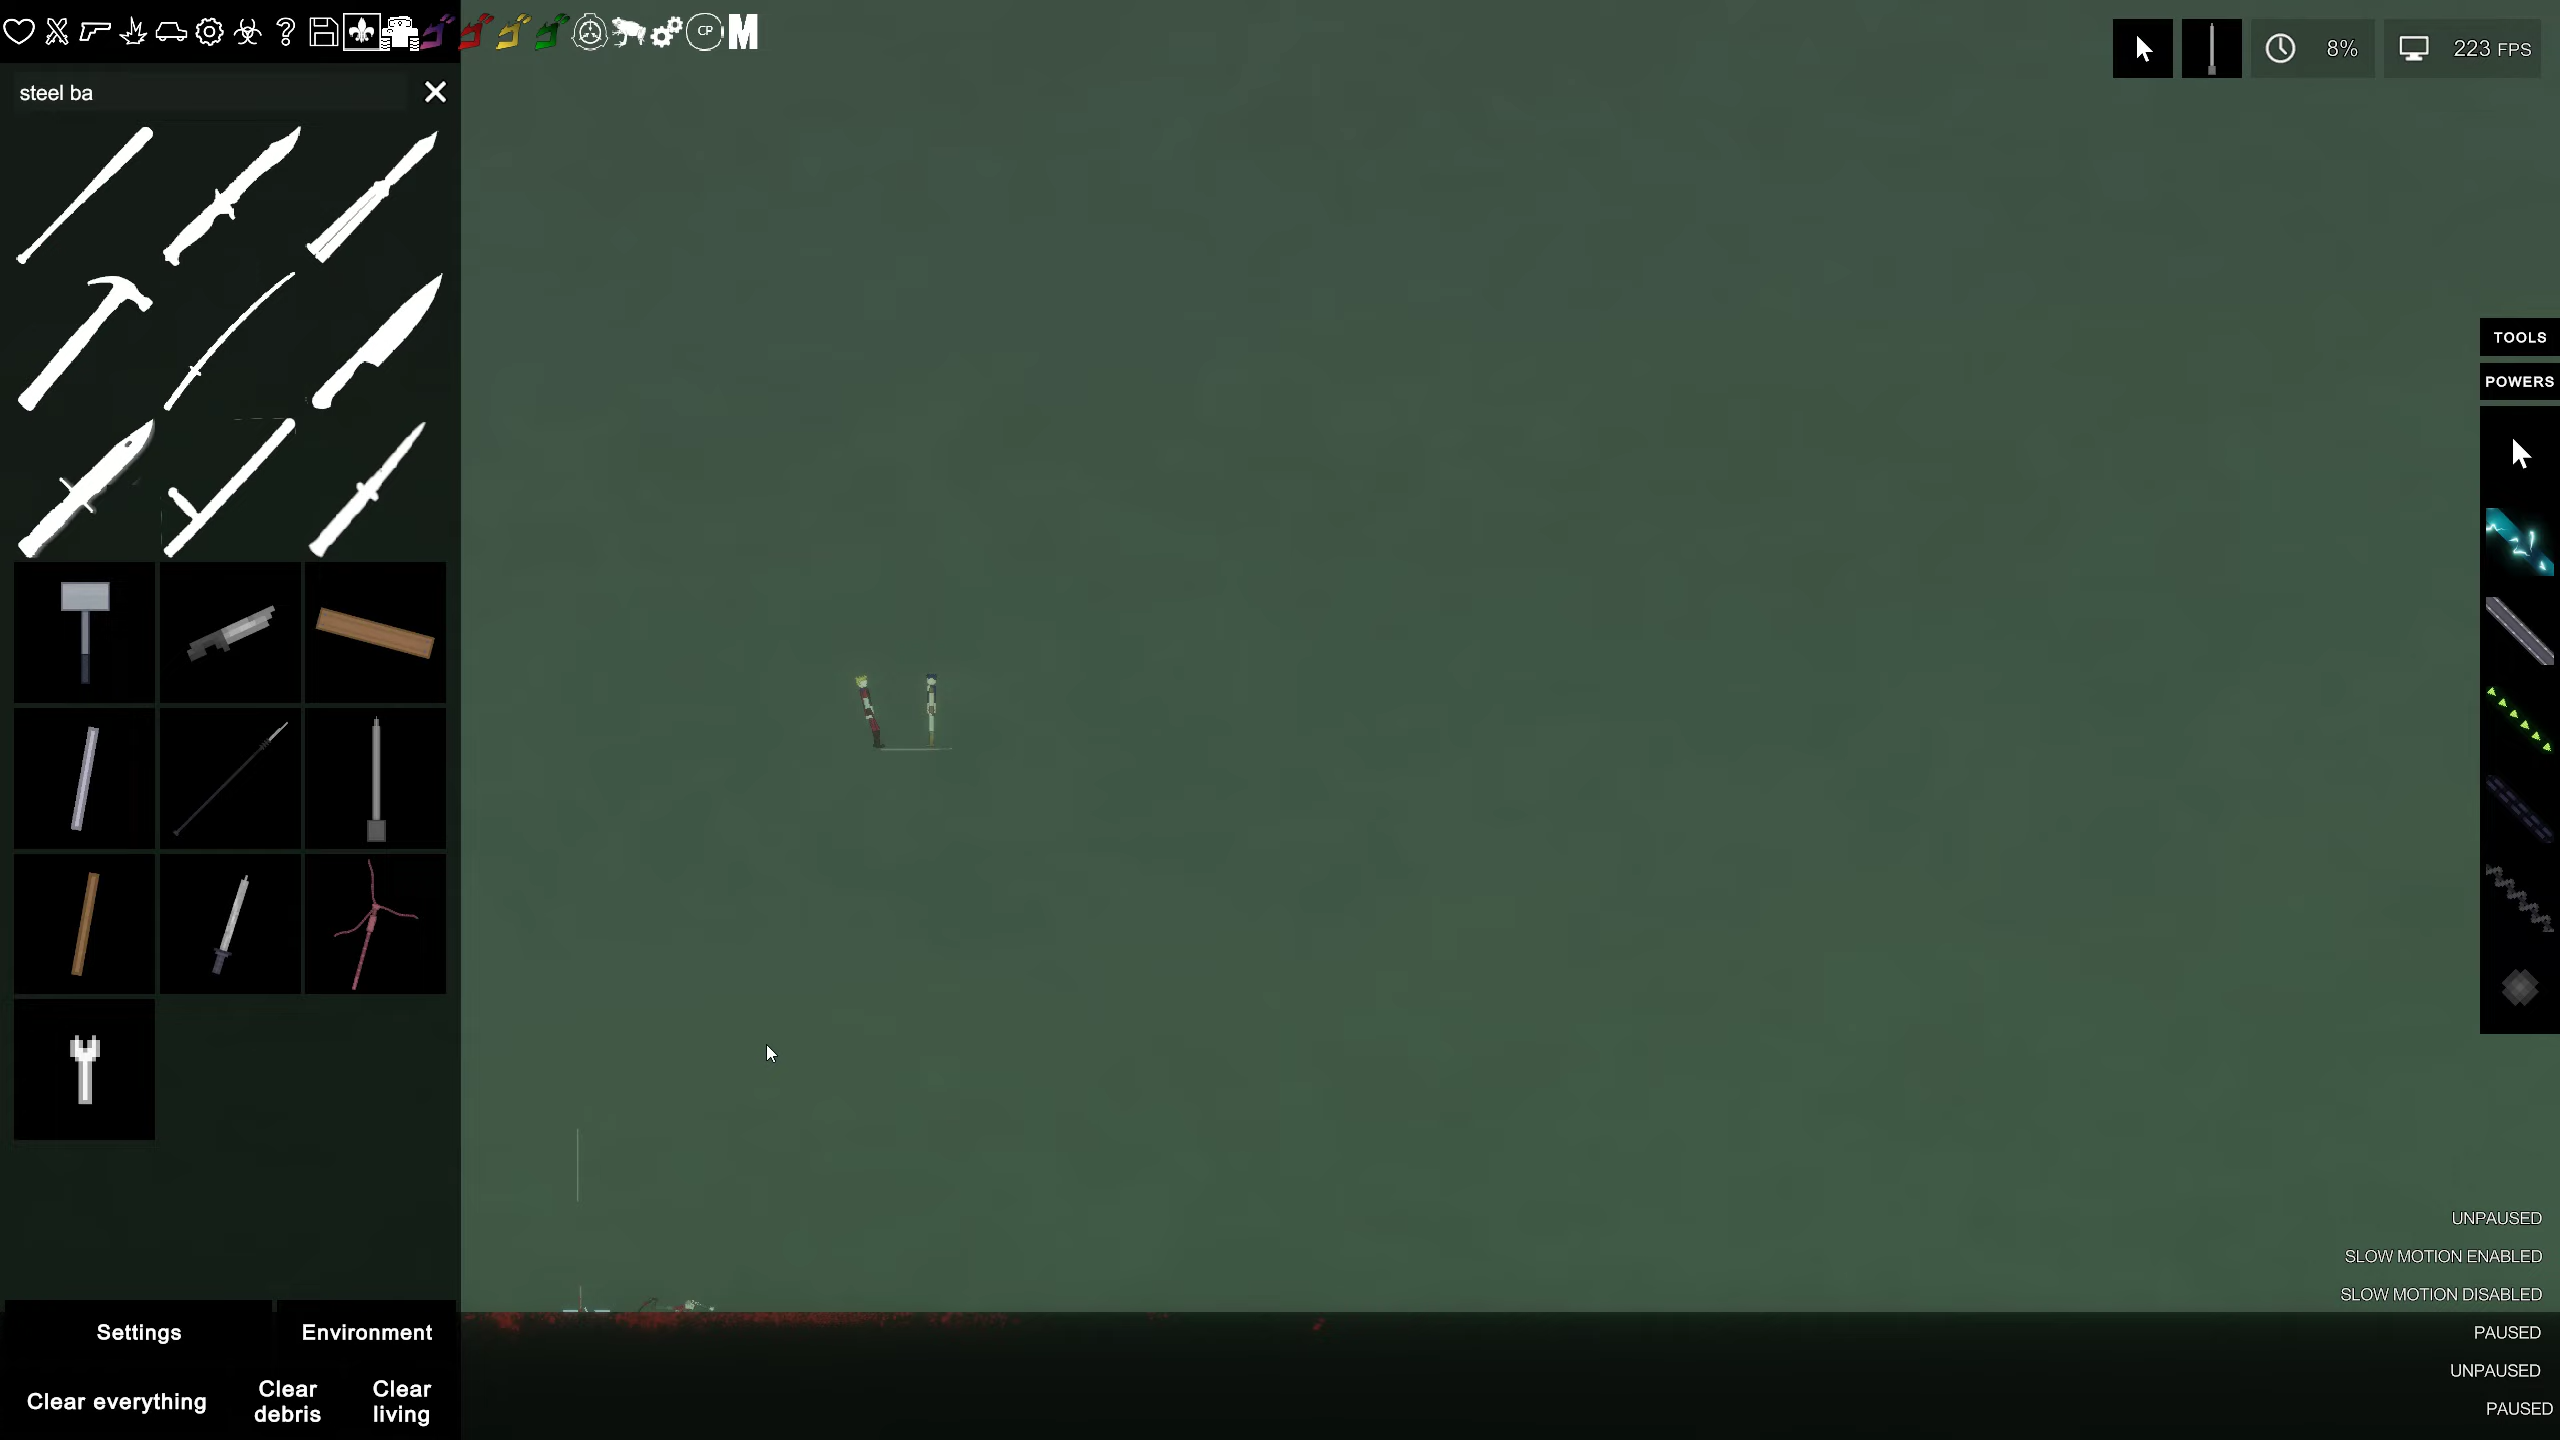 CP M
8%
223 FPS
steel ba
TOOLS
POWERS
UNPAUSED
SLOW MOTION ENABLED
SLOW MOTION DISABLED
PAUSED
UNPAUSED
PAUSED
Settings
Environment
Clear everything
Clear
debris
Clear
living